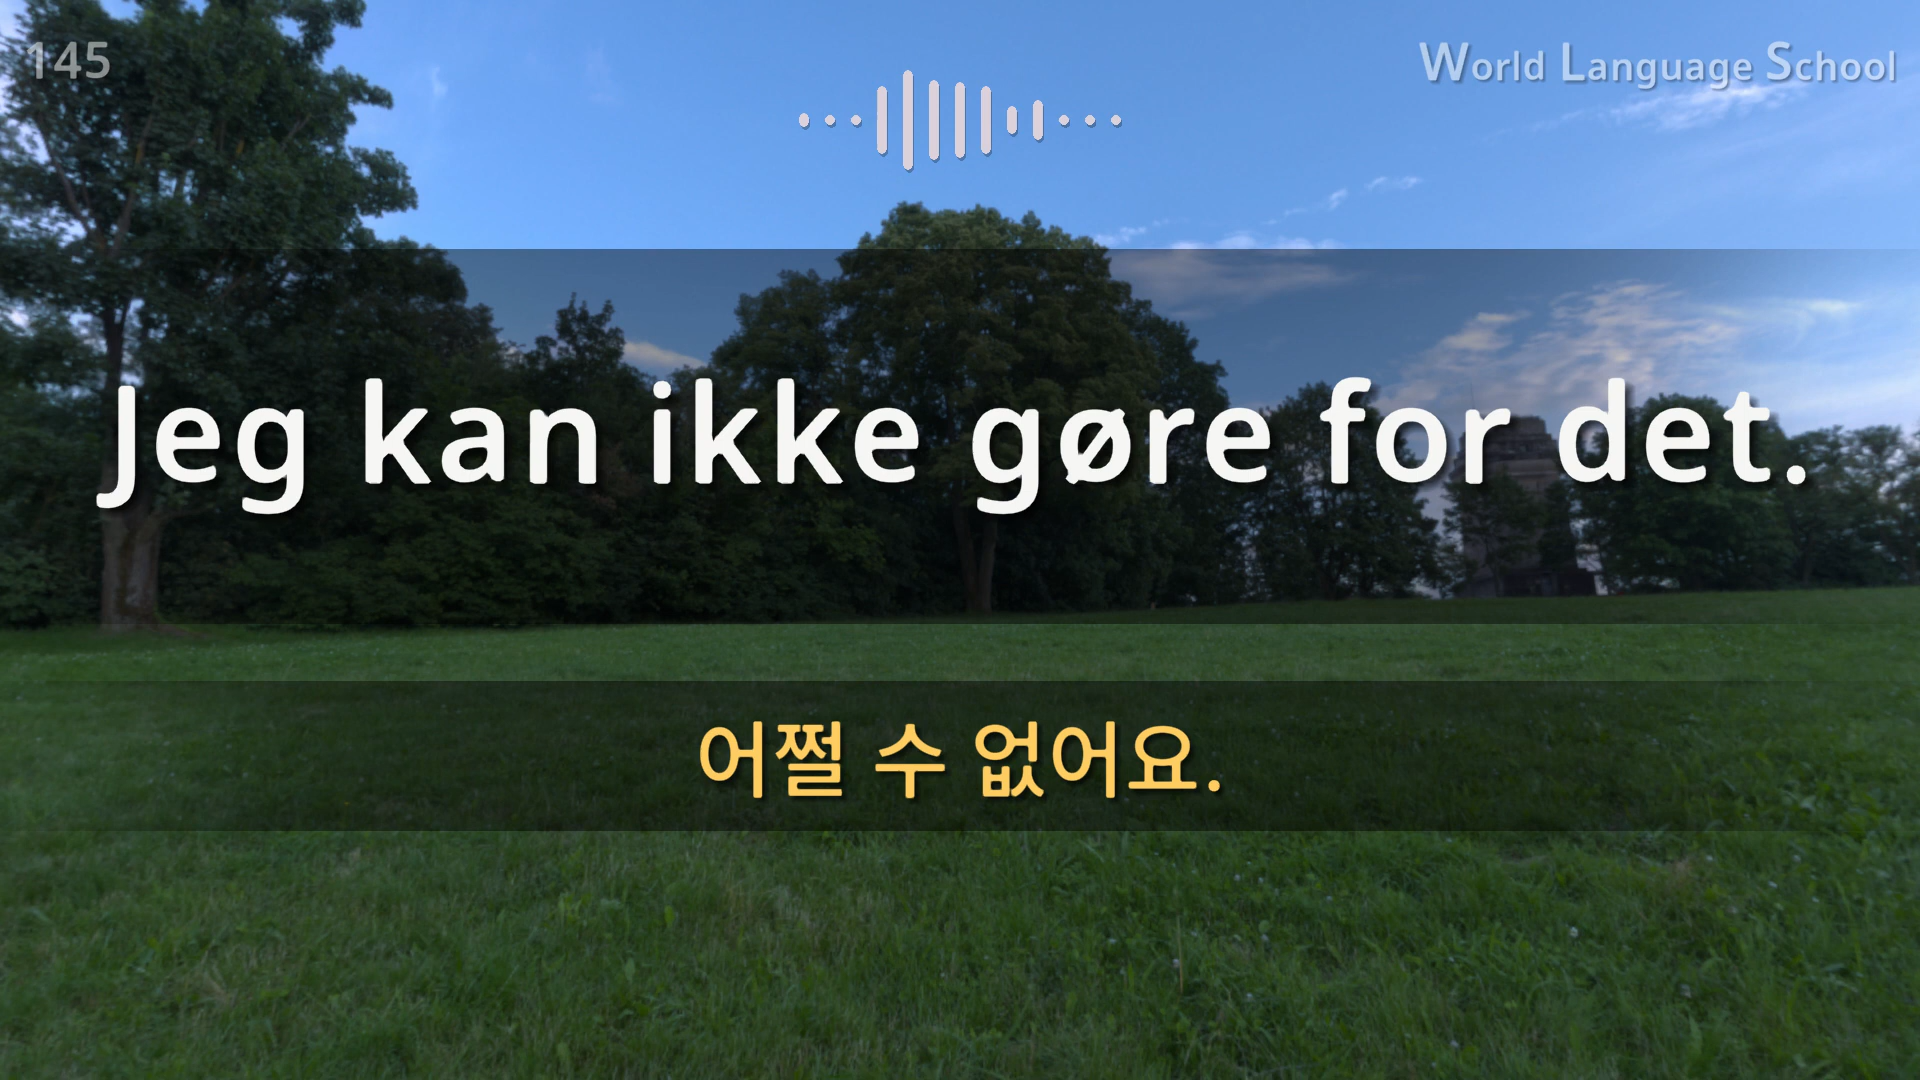 145
World Language School
Jeg kan ikke gøre for det.
어쩔 수 없어요.